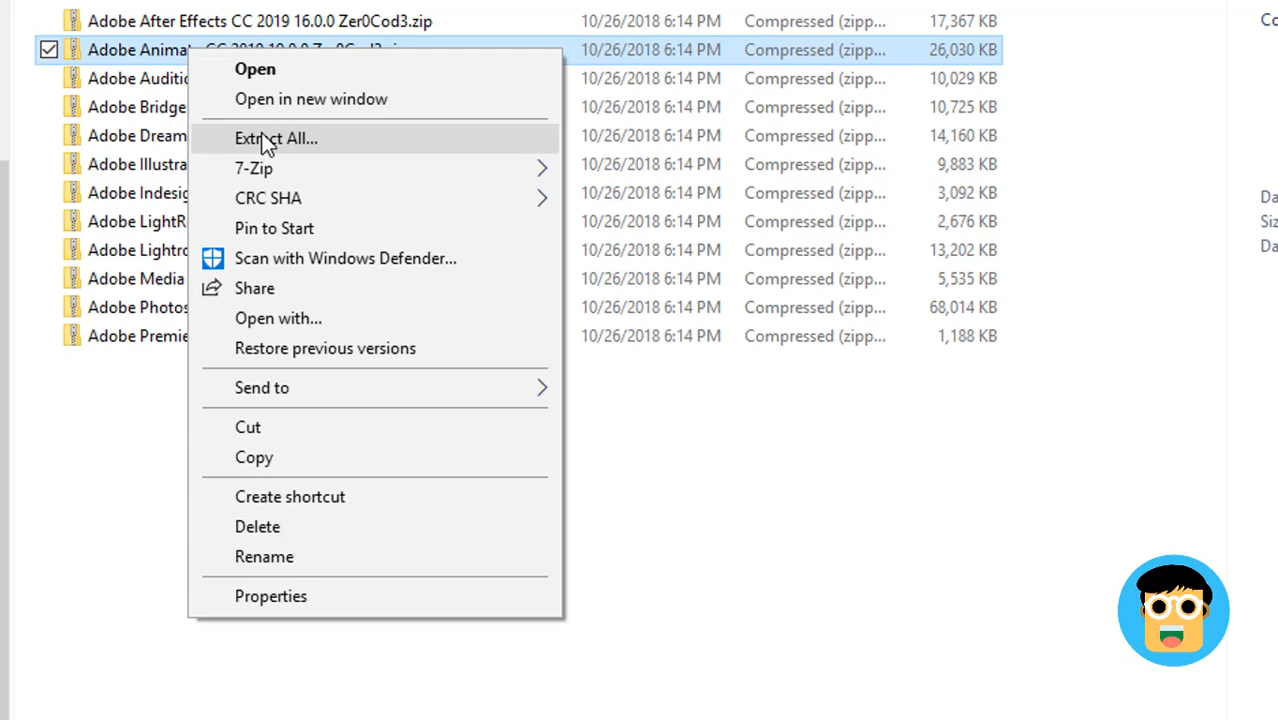 Adobe After Effects CC 2019 16.0.0 Zer0Cod3.zip 10/26/2018 6:14 PM Compressed (zipp... 17,367 KB
Adobe 10/26/2018 6:14 PM Compressed (zipp... 26,030 KB
Adobe Auditio 10/26/2018 6:14 PM Compressed (zipp... 10,029 KB
Adobe Bridge 10/26/2018 6:14 PM Compressed (zipp... 10,725 KB
Adobe Dream 10/26/2018 6:14 PM Compressed (zipp... 14,160 KB
Adobe Illustra 10/26/2018 6:14 PM Compressed (zipp... 9,883 KB
Adobe Indesig 10/26/2018 6:14 PM Compressed (zipp... 3,092 KB
Adobe LightR 10/26/2018 6:14 PM Compressed (zipp... 2,676 KB
Adobe Lightro 10/26/2018 6:14 PM Compressed (zipp... 13,202 KB
Adobe Media 10/26/2018 6:14 PM Compressed (zipp... 5,535 KB
Adobe Photos 10/26/2018 6:14 PM Compressed (zipp... 68,014 KB
Adobe Premie 10/26/2018 6:14 PM Compressed (zipp... 1,188 KB
Open
Open in new window
Extract All...
7-Zip
CRC SHA
Pin to Start
Scan with Windows Defender...
Share
Open with...
Restore previous versions
Send to
Cut
Copy
Create shortcut
Delete
Rename
Properties
Co
Da
Siz
Da